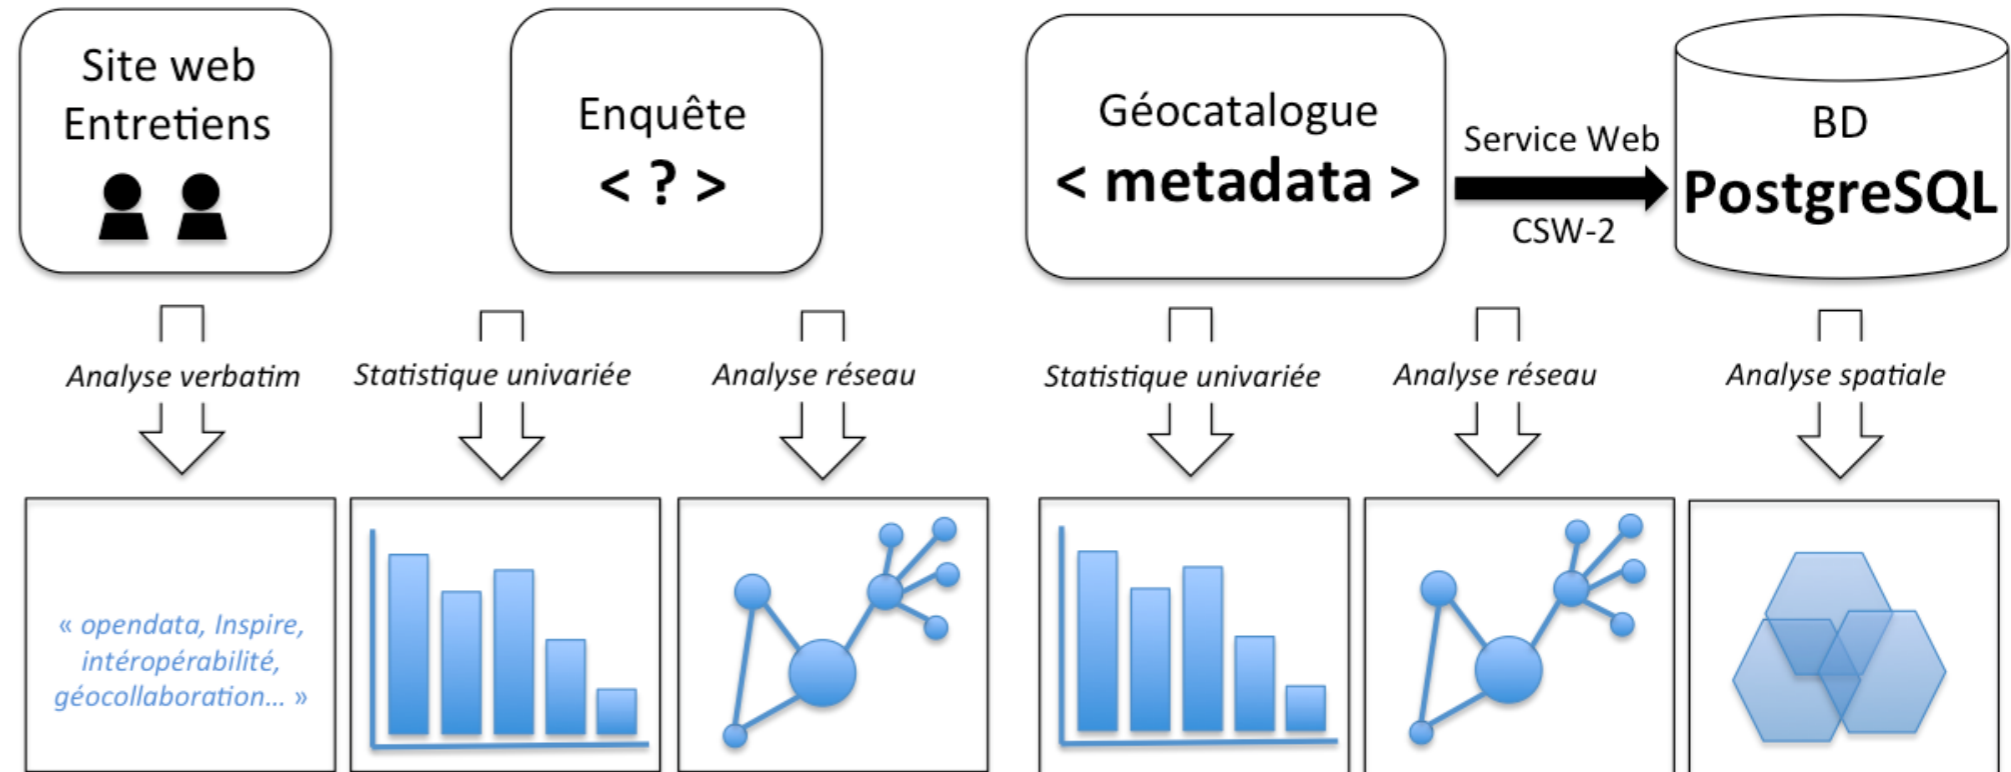 Site web
Entretiens
Enquête
< ? >
Géocatalogue
< metadata >
Service Web
CSW-2
BD
PostgreSQL
Analyse verbatim
Statistique univariée
Analyse réseau
Statistique univariée
Analyse réseau
Analyse spatiale
« opendata, Inspire,
intéropérabilité,
géocollaboration... »